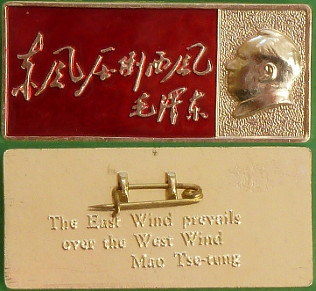 东风压倒西风
毛泽东
The East Wind prevails
over the West Wind
Mao Tse-tung